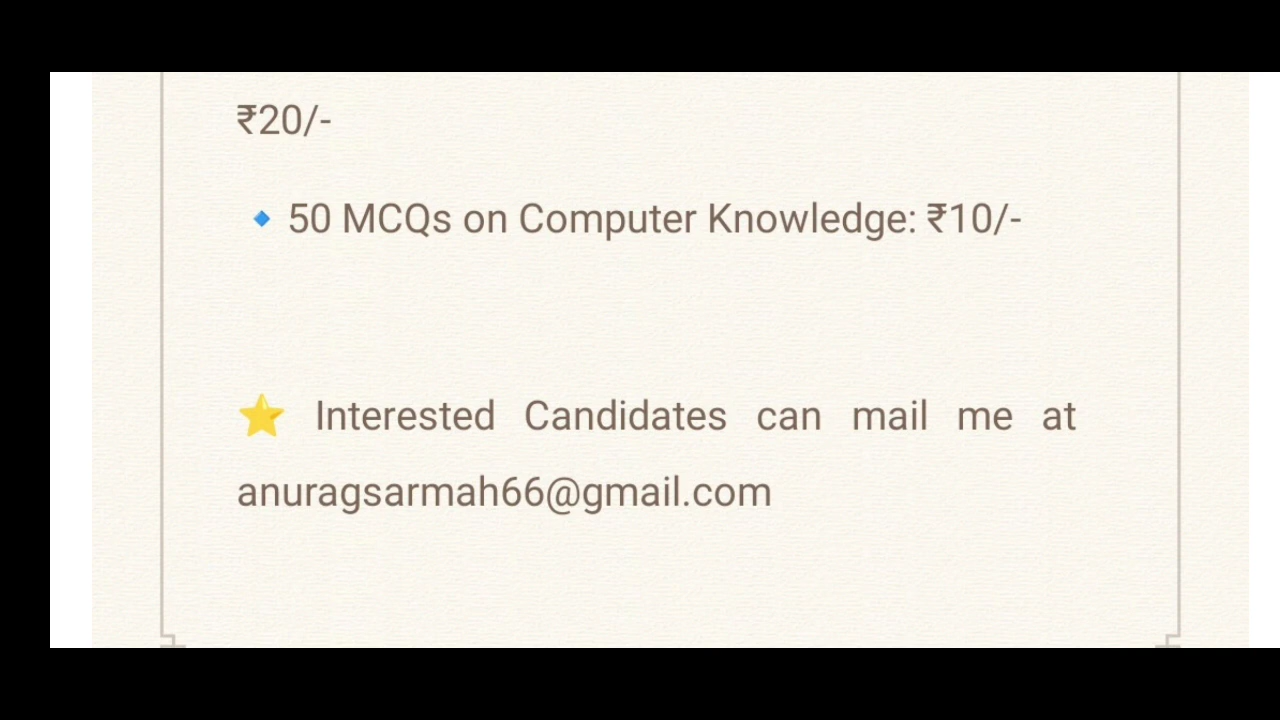 ₹20/-
🔹 50 MCQs on Computer Knowledge: ₹10/-
⭐ Interested Candidates can mail me at
anuragsarmah66@gmail.com